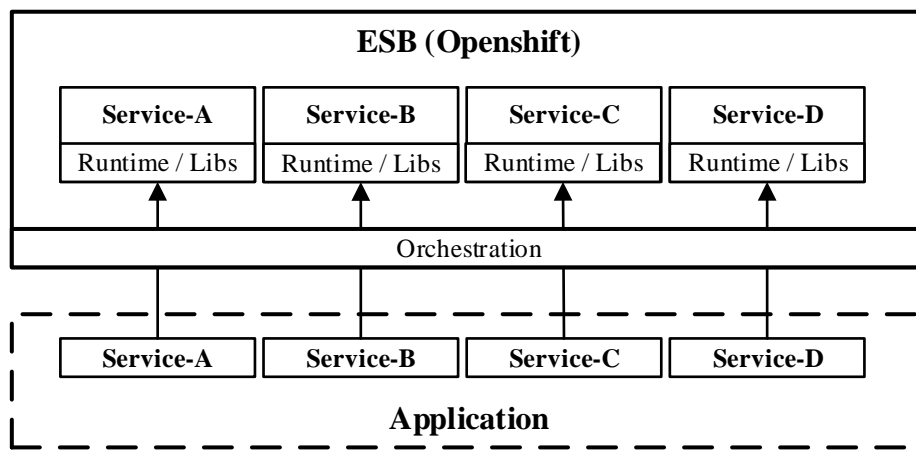 ESB (Openshift)
Service-A Service-B Service-C Service-D
Runtime / Libs Runtime / Libs Runtime / Libs Runtime / Libs
Orchestration
Service-A Service-B Service-C Service-D
Application